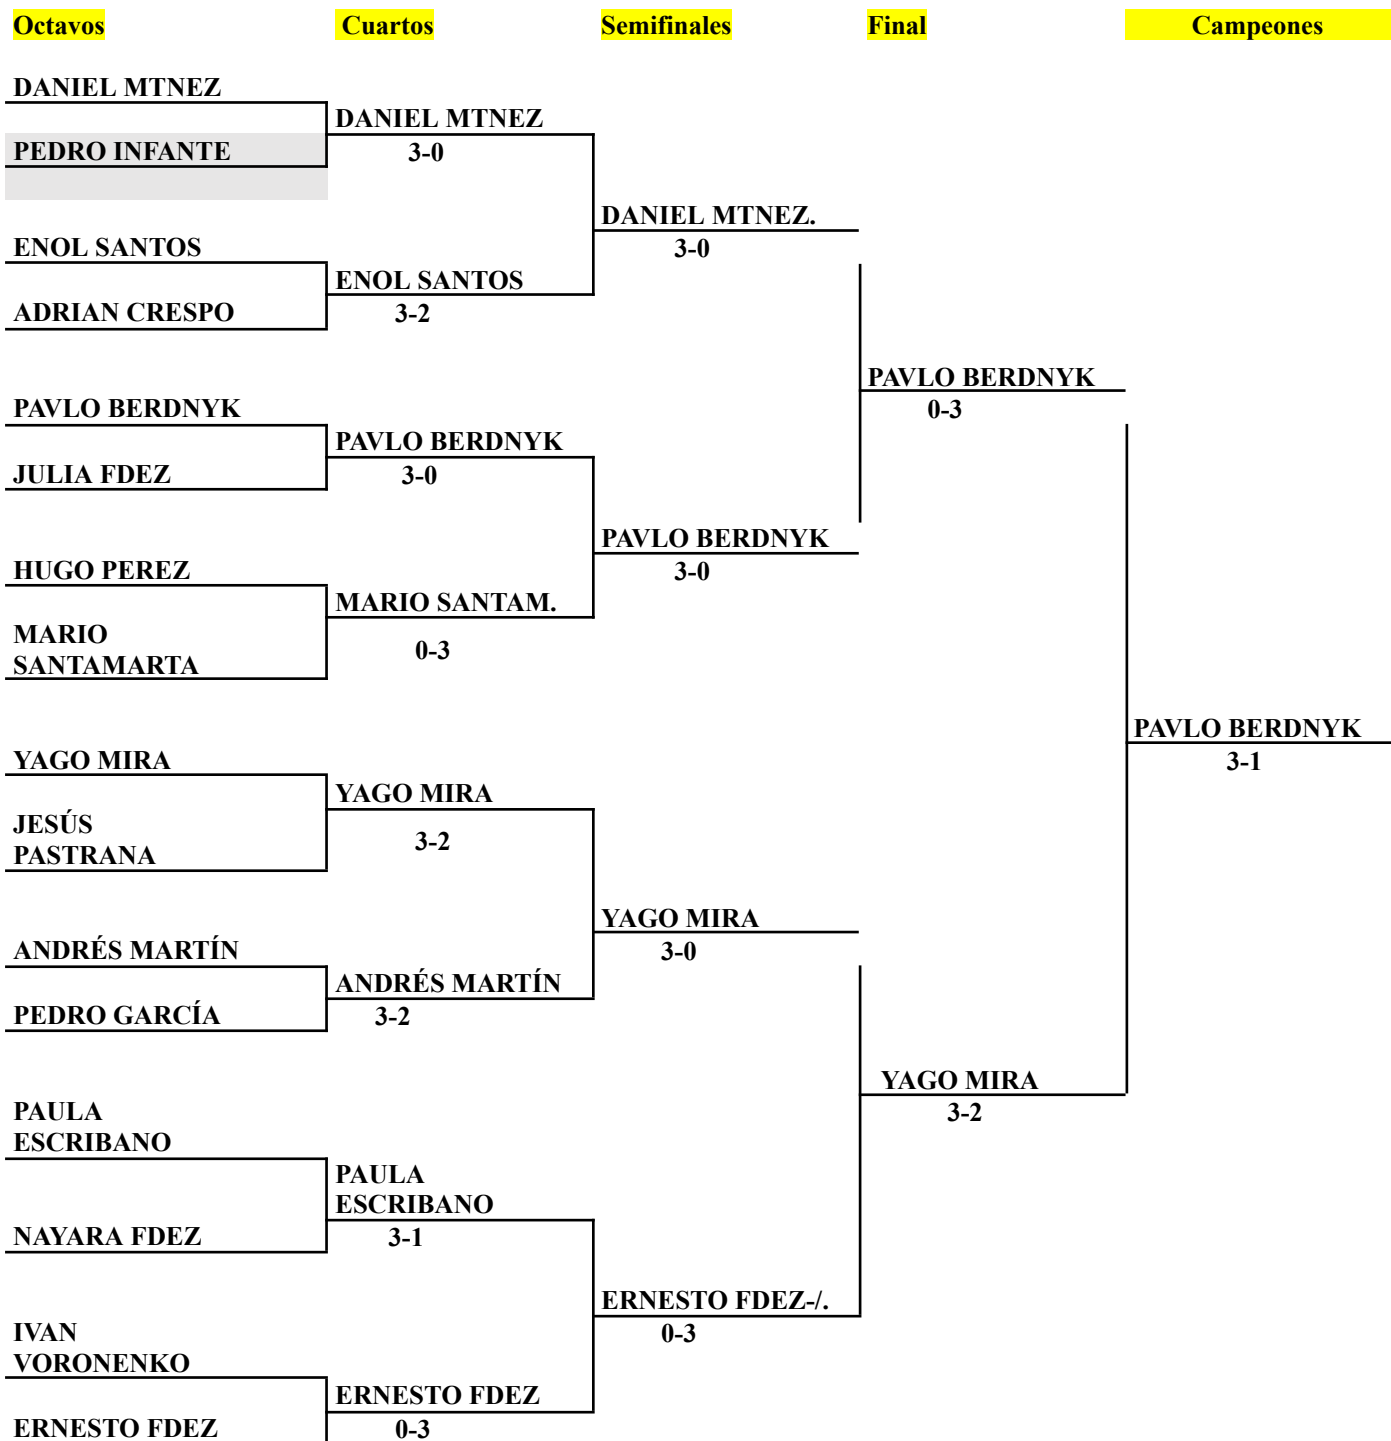 Octavos Cuartos Semifinales Final Campeones
DANIEL MTNEZ
DANIEL MTNEZ
PEDRO INFANTE 3-0
DANIEL MTNEZ.
ENOL SANTOS 3-0
ENOL SANTOS
ADRIAN CRESPO 3-2
PAVLO BERDNYK
PAVLO BERDNYK 0-3
PAVLO BERDNYK
JULIA FDEZ 3-0
PAVLO BERDNYK
HUGO PEREZ 3-0
MARIO SANTAM.
MARIO
SANTAMARTA 0-3
PAVLO BERDNYK
YAGO MIRA 3-1
YAGO MIRA
JESÚS
PASTRANA 3-2
YAGO MIRA
ANDRÉS MARTÍN 3-0
ANDRÉS MARTÍN
PEDRO GARCÍA 3-2
YAGO MIRA
PAULA 3-2
ESCRIBANO
PAULA
ESCRIBANO
NAYARA FDEZ 3-1
ERNESTO FDEZ-/.
IVAN 0-3
VORONENKO
ERNESTO FDEZ
ERNESTO FDEZ 0-3